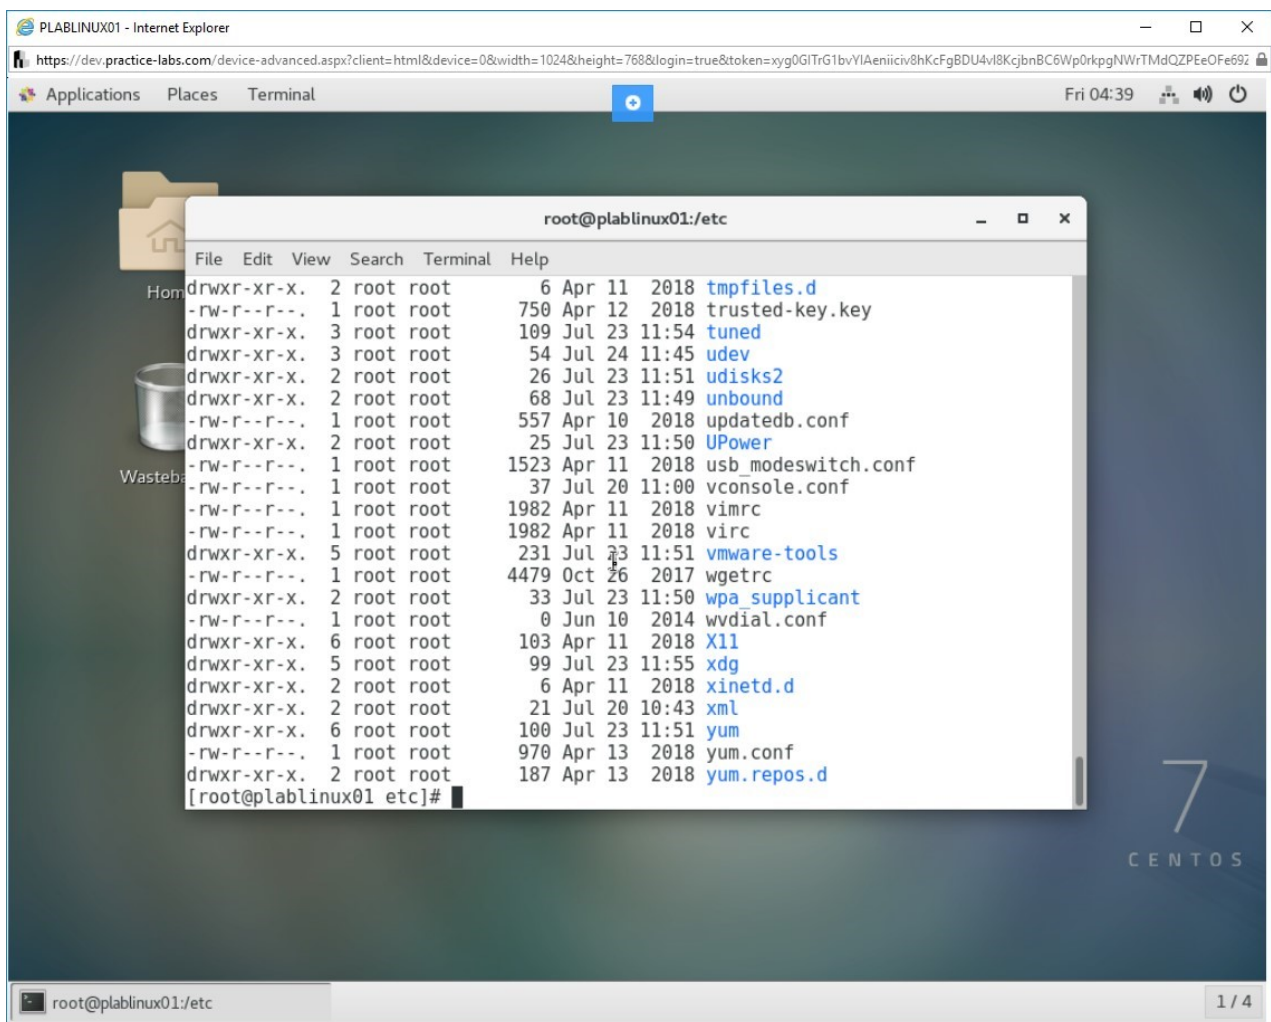 PLABLINUX01 - Internet Explorer
https://dev.practice-labs.com/device-advanced.aspx?client=html&device=0&width=1024&height=768&login=true&token=
Applications Places Terminal Fri 04:39
root@plablinux01:/etc
File Edit View Search Terminal Help
Hom
drwxr-xr-x. 2 root root 6 Apr 11 2018 tmpfiles.d
-rw-r--r--. 1 root root 750 Apr 12 2018 trusted-key.key
drwxr-xr-x. 3 root root 109 Jul 23 11:54 tuned
drwxr-xr-x. 3 root root 54 Jul 24 11:45 udev
drwxr-xr-x. 2 root root 26 Jul 23 11:51 udisks2
drwxr-xr-x. 2 root root 68 Jul 23 11:49 unbound
-rw-r--r--. 1 root root 557 Apr 10 2018 updatedb.conf
drwxr-xr-x. 2 root root 25 Jul 23 11:50 UPower
-rw-r--r--. 1 root root 1523 Apr 11 2018 usb_modeswitch.conf
Wasteba
-rw-r--r--. 1 root root 37 Jul 20 11:00 vconsole.conf
-rw-r--r--. 1 root root 1982 Apr 11 2018 vimrc
-rw-r--r--. 1 root root 1982 Apr 11 2018 virc
drwxr-xr-x. 5 root root 231 Jul 23 11:51 vmware-tools
-rw-r--r--. 1 root root 4479 Oct 26 2017 wgetrc
drwxr-xr-x. 2 root root 33 Jul 23 11:50 wpa_supplicant
-rw-r--r--. 1 root root 0 Jun 10 2014 wvdial.conf
drwxr-xr-x. 6 root root 103 Apr 11 2018 X11
drwxr-xr-x. 5 root root 99 Jul 23 11:55 xdg
drwxr-xr-x. 2 root root 6 Apr 11 2018 xinetd.d
drwxr-xr-x. 2 root root 21 Jul 20 10:43 xml
drwxr-xr-x. 6 root root 100 Jul 23 11:51 yum
-rw-r--r--. 1 root root 970 Apr 13 2018 yum.conf
drwxr-xr-x. 2 root root 187 Apr 13 2018 yum.repos.d
[root@plablinux01 etc]#
7
CENTOS
root@plablinux01:/etc 1 / 4